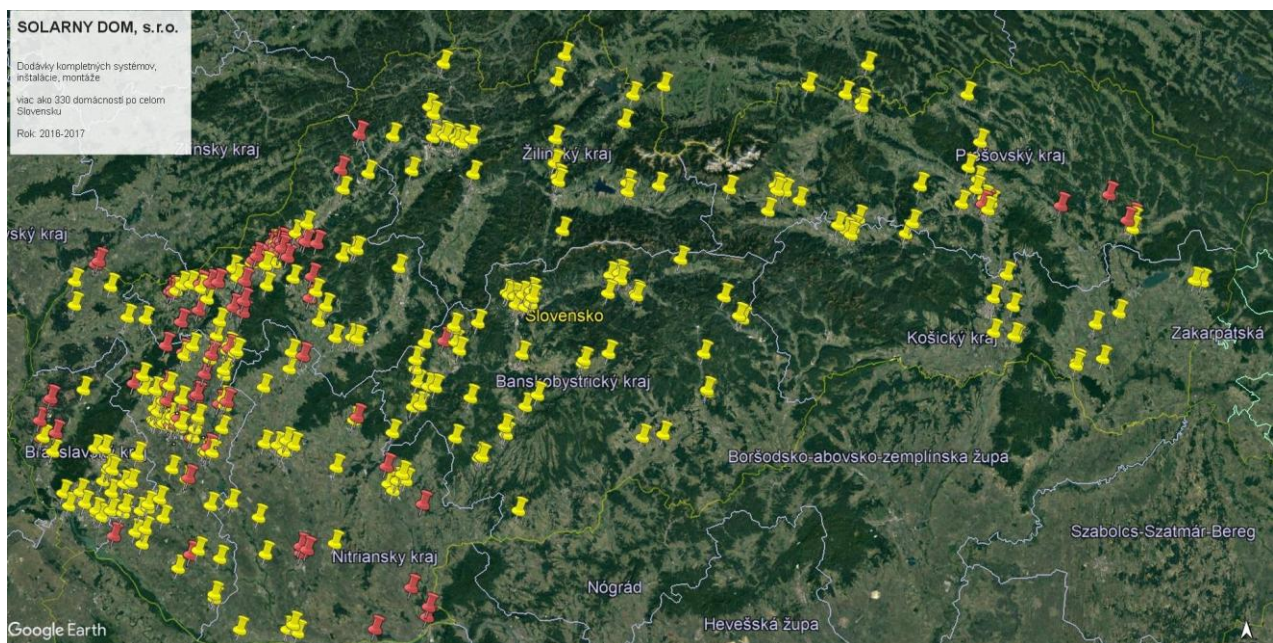 SOLARNY DOM, s.r.o.
Dodávky kompletných systémov,
inštalácie, montáže
viac ako 330 domácností po celom
Slovensku
Rok: 2016-2017
Žilinský kraj
Prešovský kraj
Slovensko
Košický kraj
Zakarpatská
Banskobystrický kraj
Boršodsko-abovsko-zemplínska župa
Szabolcs-Szatmár-Bereg
Nitriansky kraj
Nógrád
Hevešská župa
Google Earth